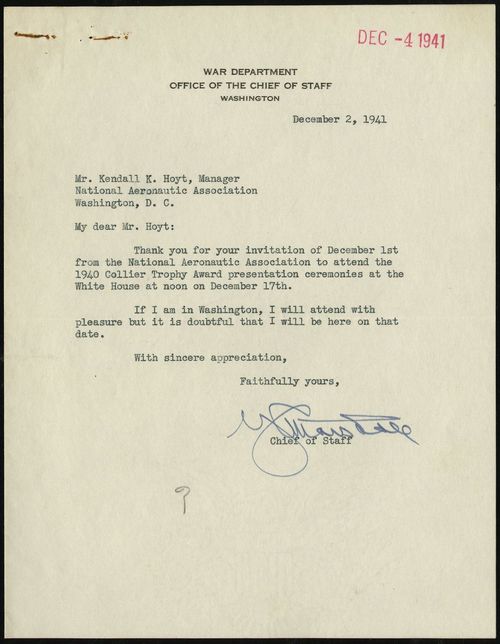 DEC -4 1941
WAR DEPARTMENT
OFFICE OF THE CHIEF OF STAFF
WASHINGTON
December 2, 1941
Mr. Kendall K. Hoyt, Manager
National Aeronautic Association
Washington, D. C.
My dear Mr. Hoyt:
Thank you for your invitation of December 1st
from the National Aeronautic Association to attend the
1940 Collier Trophy Award presentation ceremonies at the
White House at noon on December 17th.
If I am in Washington, I will attend with
pleasure but it is doubtful that I will be here on that
date.
With sincere appreciation,
Faithfully yours,
G. Marshall
Chief of Staff
?